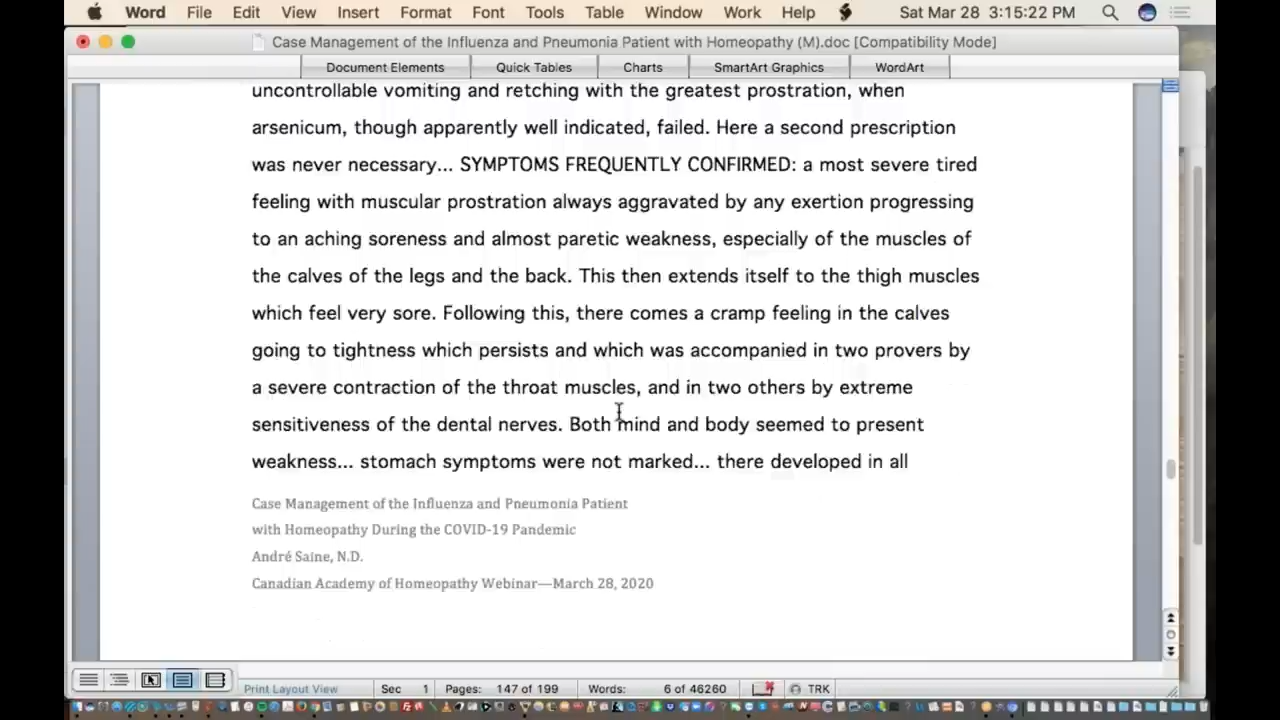 Word File Edit View Insert Format Font Tools Table Window Work Help Sat Mar 28 3:15:22 PM
Case Management of the Influenza and Pneumonia Patient with Homeopathy (M).doc [Compatibility Mode]
Document Elements Quick Tables Charts SmartArt Graphics WordArt
uncontrollable vomiting and retching with the greatest prostration, when
arsenicum, though apparently well indicated, failed. Here a second prescription
was never necessary... SYMPTOMS FREQUENTLY CONFIRMED: a most severe tired
feeling with muscular prostration always aggravated by any exertion progressing
to an aching soreness and almost paretic weakness, especially of the muscles of
the calves of the legs and the back. This then extends itself to the thigh muscles
which feel very sore. Following this, there comes a cramp feeling in the calves
going to tightness which persists and which was accompanied in two provers by
a severe contraction of the throat muscles, and in two others by extreme
sensitiveness of the dental nerves. Both mind and body seemed to present
weakness... stomach symptoms were not marked... there developed in all
Case Management of the Influenza and Pneumonia Patient
with Homeopathy During the COVID-19 Pandemic
André Saine, N.D.
Canadian Academy of Homeopathy Webinar—March 28, 2020
Print Layout View Sec 1 Pages: 147 of 199 Words: 6 of 46260 TRK